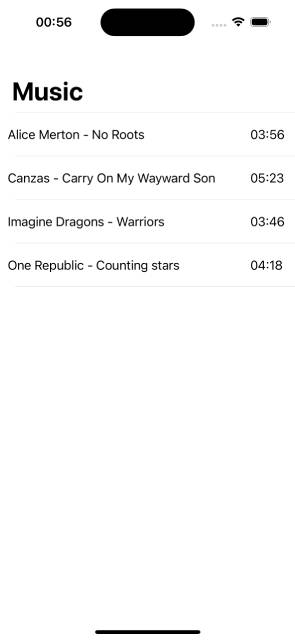 00:56
Music
Alice Merton - No Roots 03:56
Canzas - Carry On My Wayward Son 05:23
Imagine Dragons - Warriors 03:46
One Republic - Counting stars 04:18